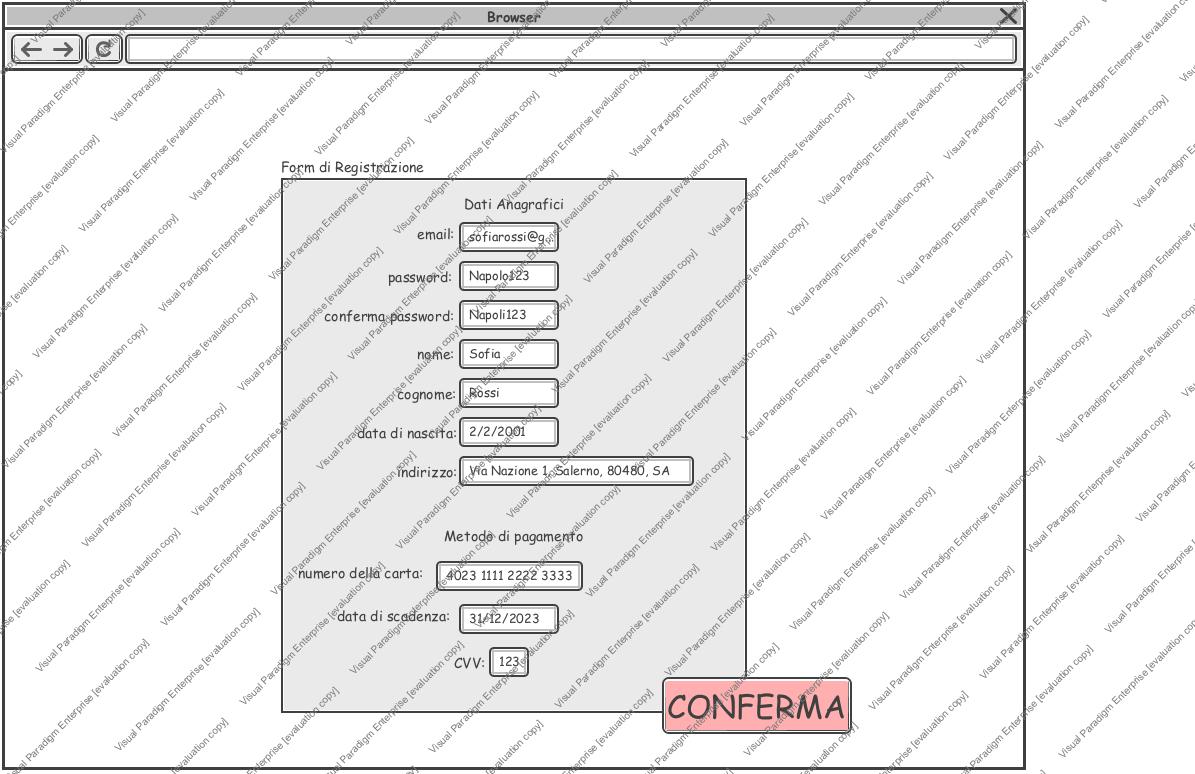 Browser
Form di Registrazione
Dati Anagrafici
email: sofiarossi@g...
password: Napolo123
conferma password: Napoli123
nome: Sofia
cognome: Rossi
data di nascita: 2/2/2001
indirizzo: Via Nazione 1, Salerno, 80480, SA
Metodo di pagamento
numero della carta: 4023 1111 2222 3333
data di scadenza: 31/12/2023
CVV: 123
CONFERMA
Visual Paradigm Enterprise [evaluation copy]